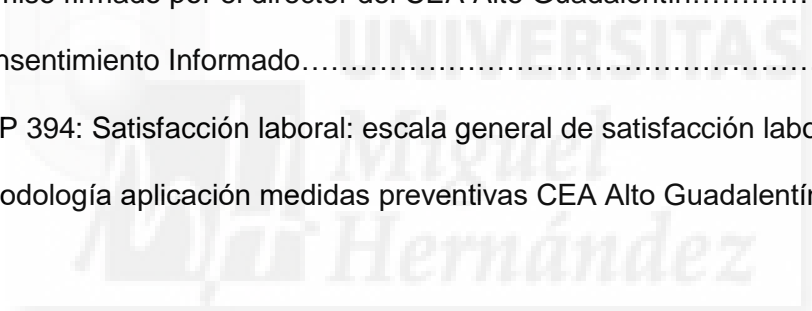 miso firmado por el director del CEA Alto Guadalentín…………
nsentimiento Informado……………………………………………
UNIVERSITAS
P 394: Satisfacción laboral: escala general de satisfacción labo
Miguel
odología aplicación medidas preventivas CEA Alto Guadalentín
Hernández